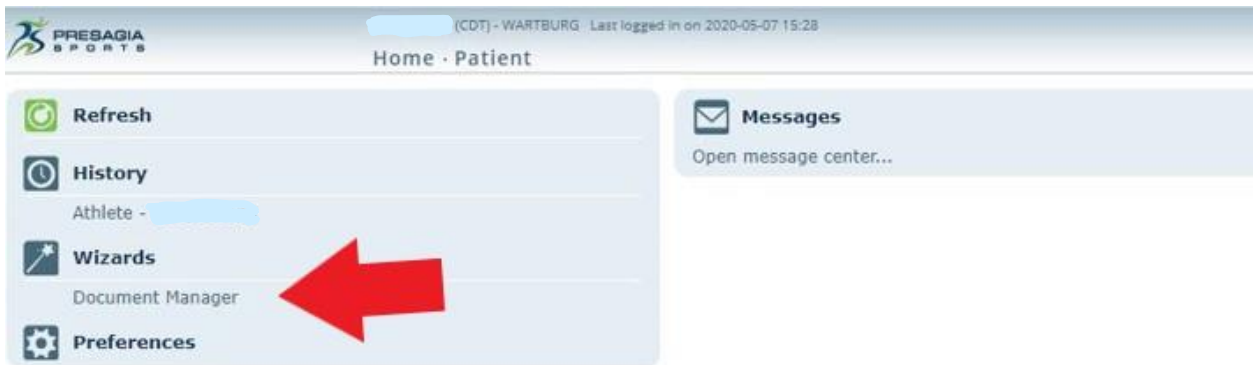 PRESAGIA
SPORTS
(CDT) - WARTBURG Last logged in on 2020-05-07 15:28
Home · Patient
Refresh
History
Athlete -
Wizards
Document Manager
Preferences
Messages
Open message center...